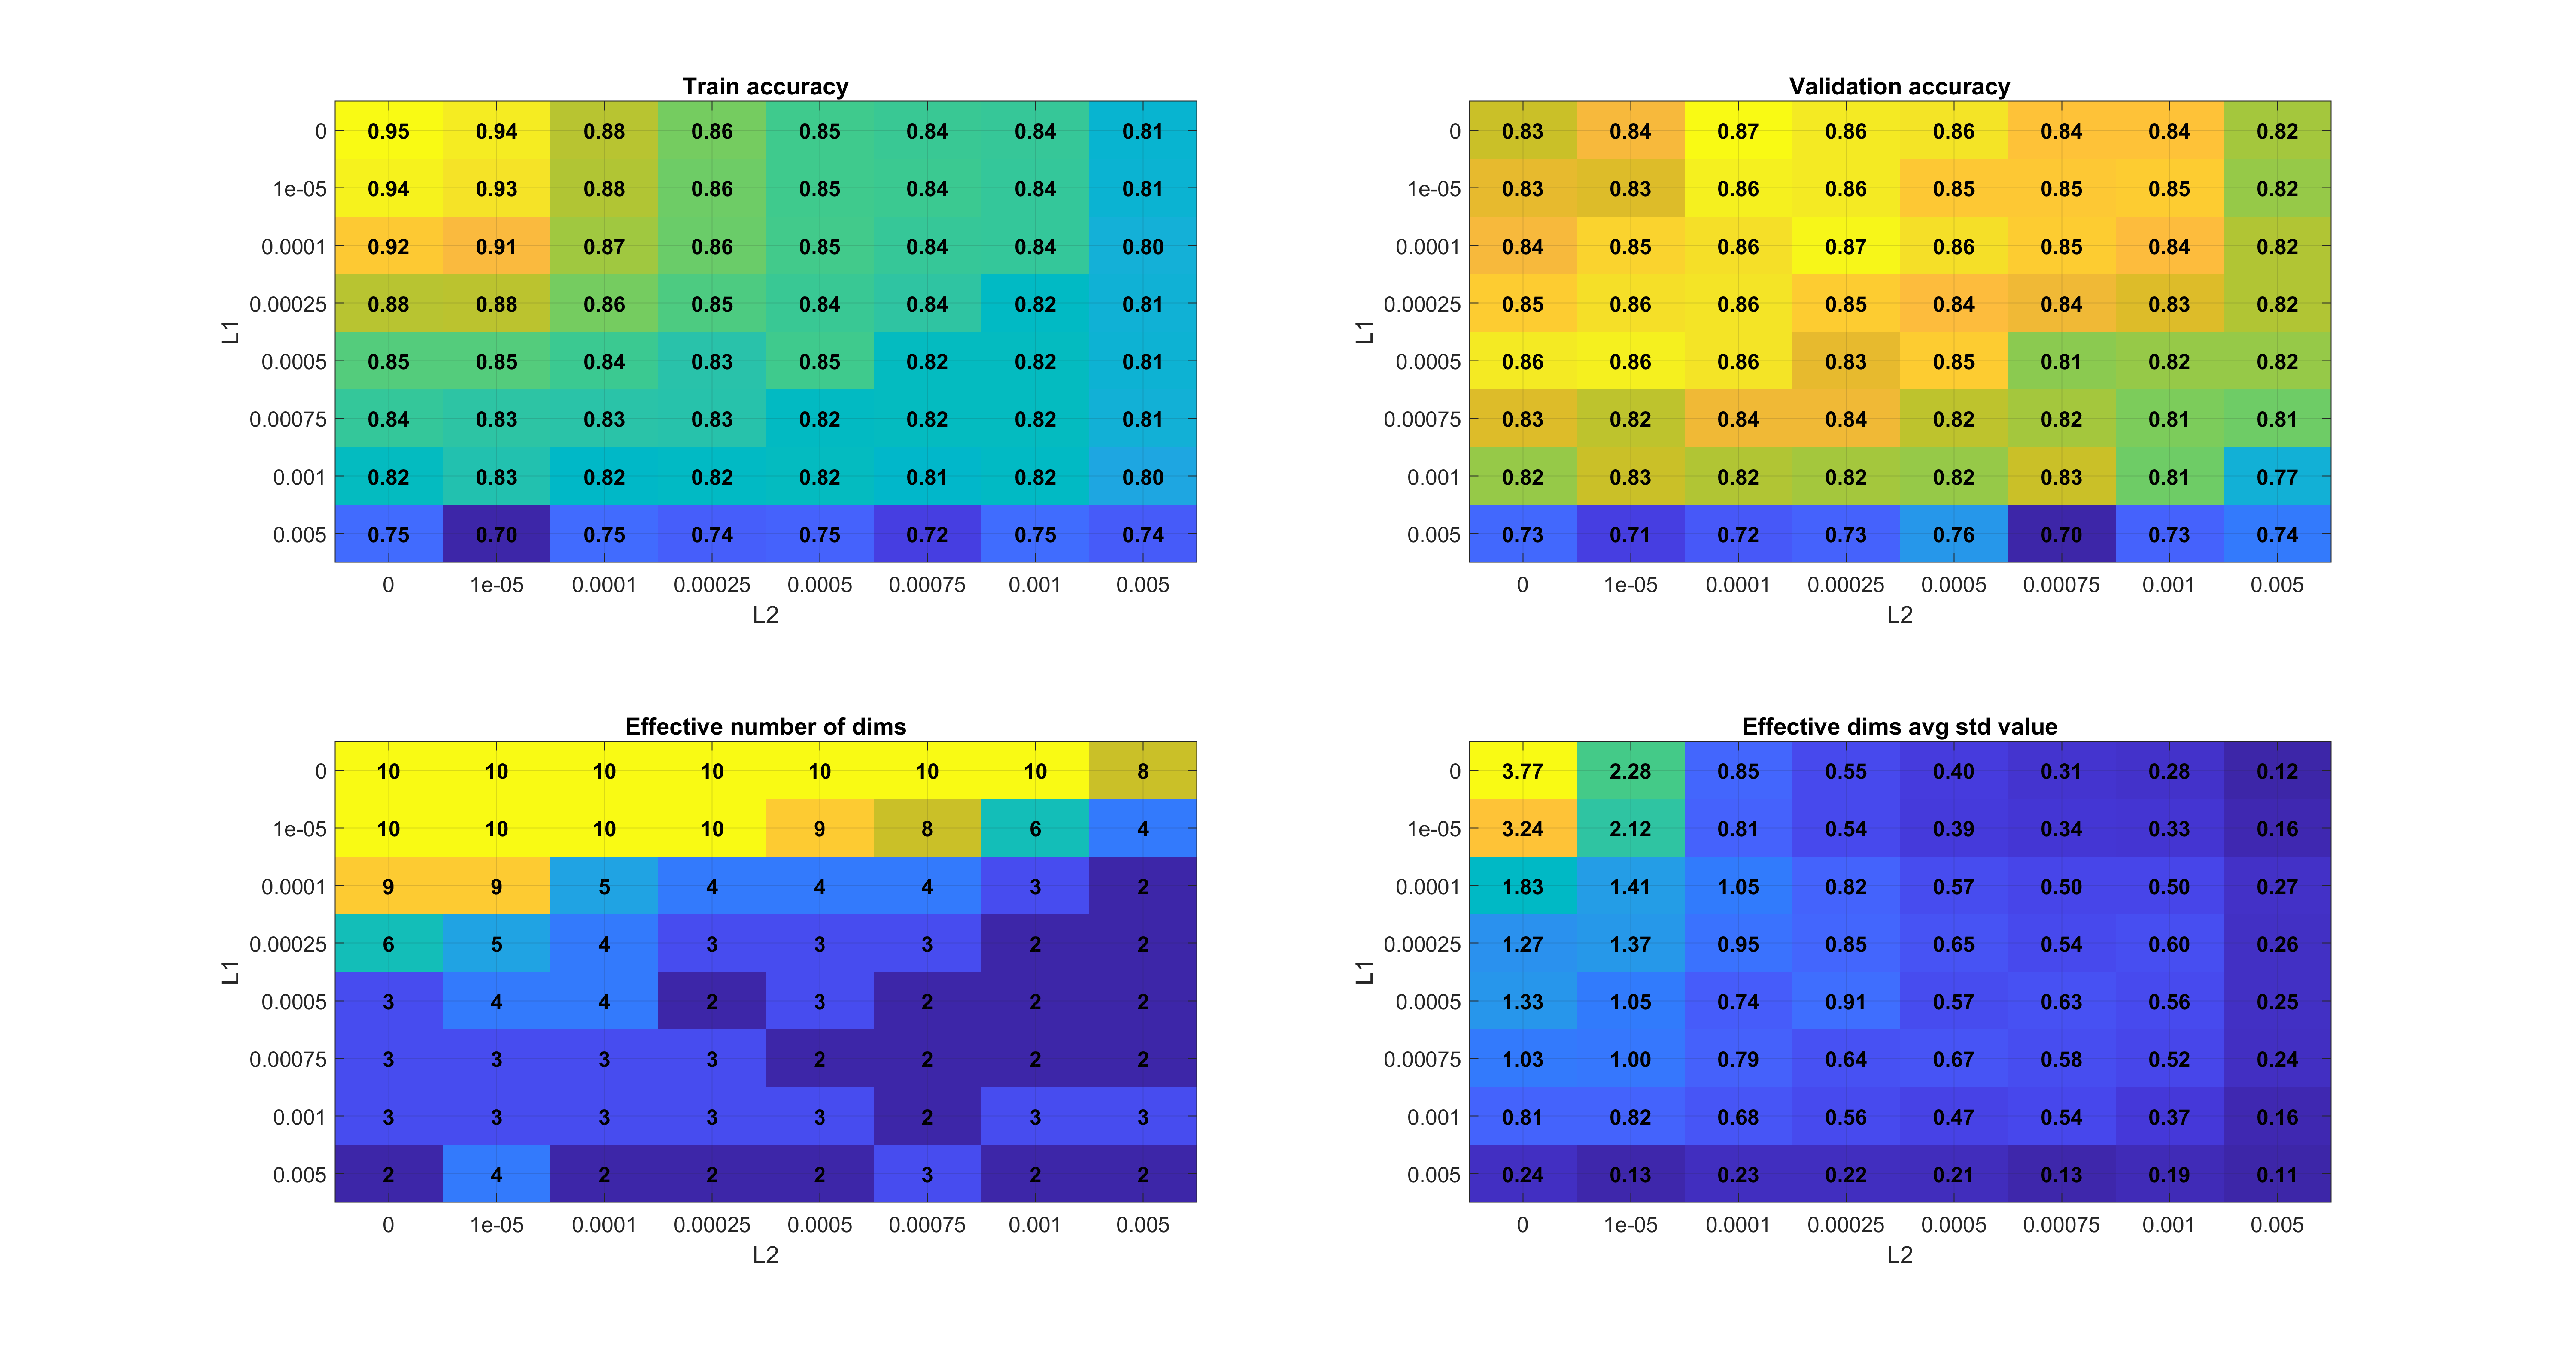 Train accuracy
0 0.95 0.94 0.88 0.86 0.85 0.84 0.84 0.81
1e-05 0.94 0.93 0.88 0.86 0.85 0.84 0.84 0.81
0.0001 0.92 0.91 0.87 0.86 0.85 0.84 0.84 0.80
0.00025 0.88 0.88 0.86 0.85 0.84 0.84 0.82 0.81
0.0005 0.85 0.85 0.84 0.83 0.85 0.82 0.82 0.81
0.00075 0.84 0.83 0.83 0.83 0.82 0.82 0.82 0.81
0.001 0.82 0.83 0.82 0.82 0.82 0.81 0.82 0.80
0.005 0.75 0.70 0.75 0.74 0.75 0.72 0.75 0.74
L1
0 1e-05 0.0001 0.00025 0.0005 0.00075 0.001 0.005
L2
Validation accuracy
0 0.83 0.84 0.87 0.86 0.86 0.84 0.84 0.82
1e-05 0.83 0.83 0.86 0.86 0.85 0.85 0.85 0.82
0.0001 0.84 0.85 0.86 0.87 0.86 0.85 0.84 0.82
0.00025 0.85 0.86 0.86 0.85 0.84 0.84 0.83 0.82
0.0005 0.86 0.86 0.86 0.83 0.85 0.81 0.82 0.82
0.00075 0.83 0.82 0.84 0.84 0.82 0.82 0.81 0.81
0.001 0.82 0.83 0.82 0.82 0.82 0.83 0.81 0.77
0.005 0.73 0.71 0.72 0.73 0.76 0.70 0.73 0.74
L1
0 1e-05 0.0001 0.00025 0.0005 0.00075 0.001 0.005
L2
Effective number of dims
0 10 10 10 10 10 10 10 8
1e-05 10 10 10 10 9 8 6 4
0.0001 9 9 5 4 4 4 3 2
0.00025 6 5 4 3 3 3 2 2
0.0005 3 4 4 2 3 2 2 2
0.00075 3 3 3 3 2 2 2 2
0.001 3 3 3 3 3 2 3 3
0.005 2 4 2 2 2 3 2 2
L1
0 1e-05 0.0001 0.00025 0.0005 0.00075 0.001 0.005
L2
Effective dims avg std value
0 3.77 2.28 0.85 0.55 0.40 0.31 0.28 0.12
1e-05 3.24 2.12 0.81 0.54 0.39 0.34 0.33 0.16
0.0001 1.83 1.41 1.05 0.82 0.57 0.50 0.50 0.27
0.00025 1.27 1.37 0.95 0.85 0.65 0.54 0.60 0.26
0.0005 1.33 1.05 0.74 0.91 0.57 0.63 0.56 0.25
0.00075 1.03 1.00 0.79 0.64 0.67 0.58 0.52 0.24
0.001 0.81 0.82 0.68 0.56 0.47 0.54 0.37 0.16
0.005 0.24 0.13 0.23 0.22 0.21 0.13 0.19 0.11
L1
0 1e-05 0.0001 0.00025 0.0005 0.00075 0.001 0.005
L2